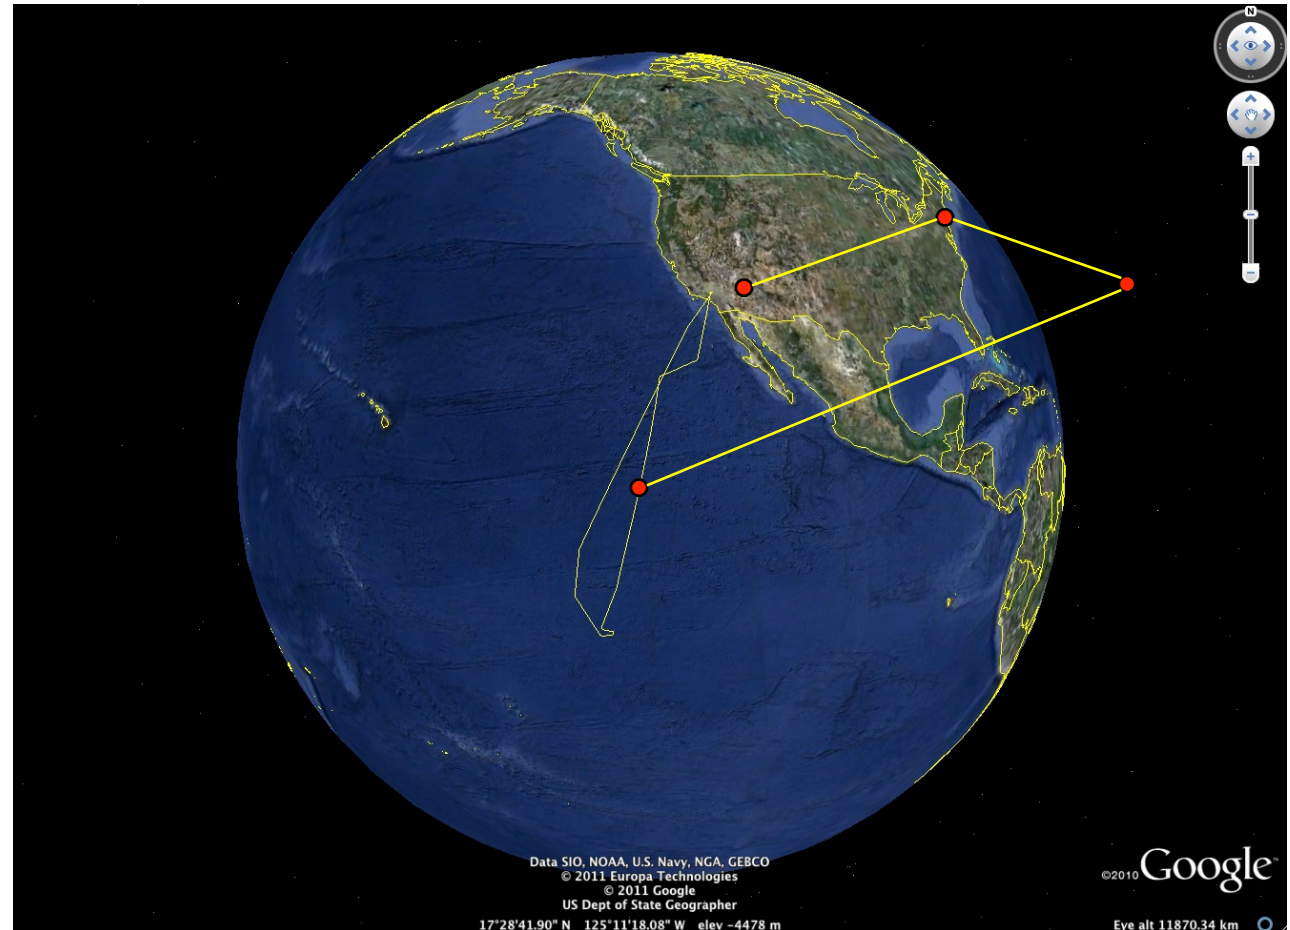 N
Data SIO, NOAA, U.S. Navy, NGA, GEBCO
© 2011 Europa Technologies
© 2011 Google
US Dept of State Geographer
©2010 Google™
17°28'41.90" N 125°11'18.08" W elev -4478 m
Eye alt 11870.34 km